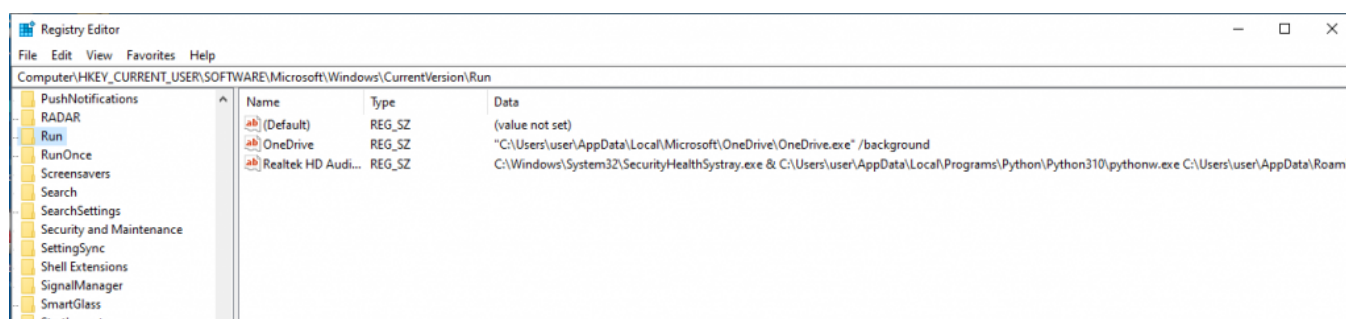 Registry Editor
File Edit View Favorites Help
Computer\HKEY_CURRENT_USER\SOFTWARE\Microsoft\Windows\CurrentVersion\Run
PushNotifications
RADAR
Run
RunOnce
Screensavers
Search
SearchSettings
Security and Maintenance
SettingSync
Shell Extensions
SignalManager
SmartGlass
Name Type Data
(Default) REG_SZ (value not set)
OneDrive REG_SZ "C:\Users\user\AppData\Local\Microsoft\OneDrive\OneDrive.exe" /background
Realtek HD Audi... REG_SZ C:\Windows\System32\SecurityHealthSystray.exe & C:\Users\user\AppData\Local\Programs\Python\Python310\pythonw.exe C:\Users\user\AppData\Roam